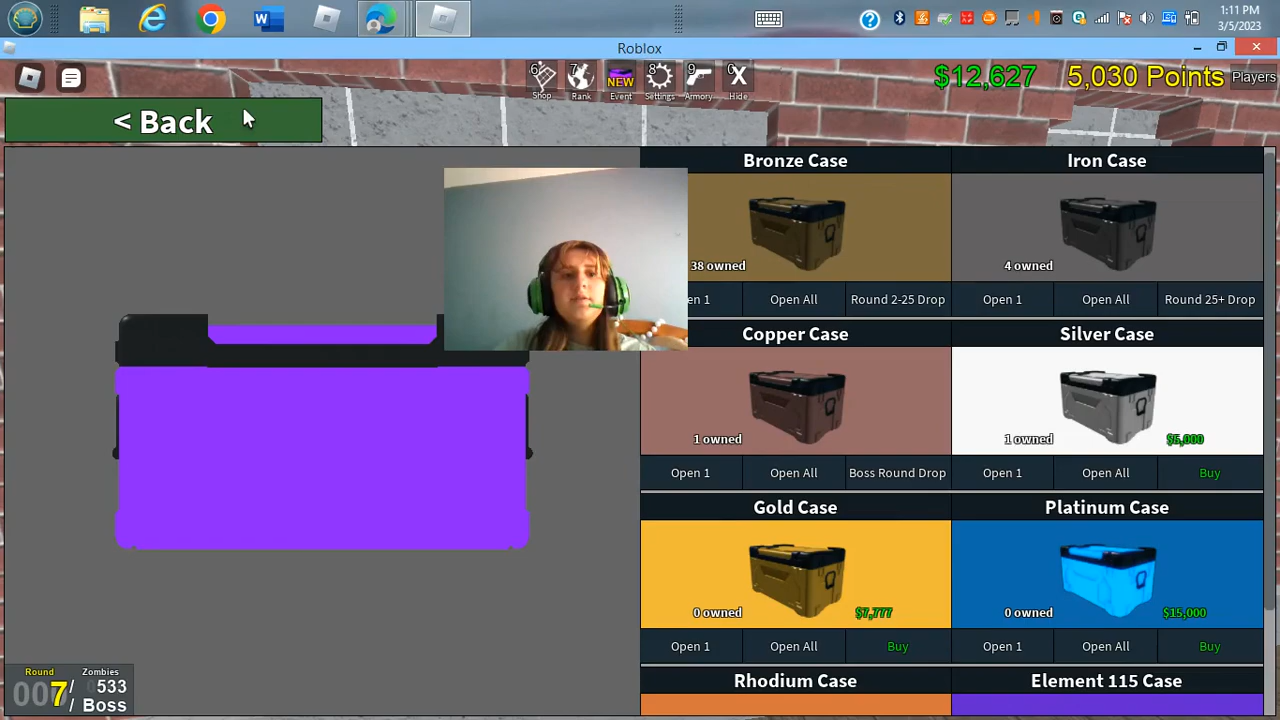 1:11 PM
3/5/2023
Roblox
6 7 NEW 8 9 0
Shop Rank Event Settings Armory Hide
$12,627 5,030 Points Players
< Back
Bronze Case Iron Case
38 owned 4 owned
Open All Round 2-25 Drop Open 1 Open All Round 25+ Drop
Copper Case Silver Case
1 owned 1 owned $5,000
Open 1 Open All Boss Round Drop Open 1 Open All Buy
Gold Case Platinum Case
0 owned $7,777 0 owned $15,000
Open 1 Open All Buy Open 1 Open All Buy
Rhodium Case Element 115 Case
Round Zombies
007/ 533
/ Boss